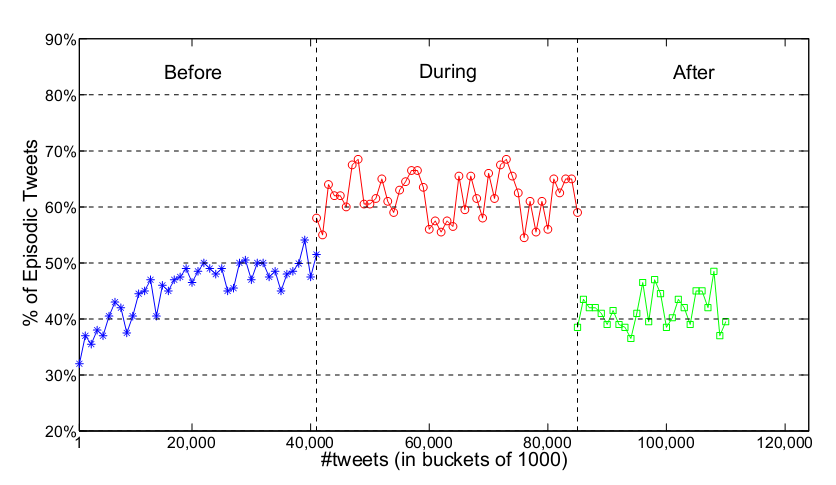 90%
Before During After
80%
70%
60%
50%
40%
30%
20%
1 20,000 40,000 60,000 80,000 100,000 120,000
#tweets (in buckets of 1000)
% of Episodic Tweets